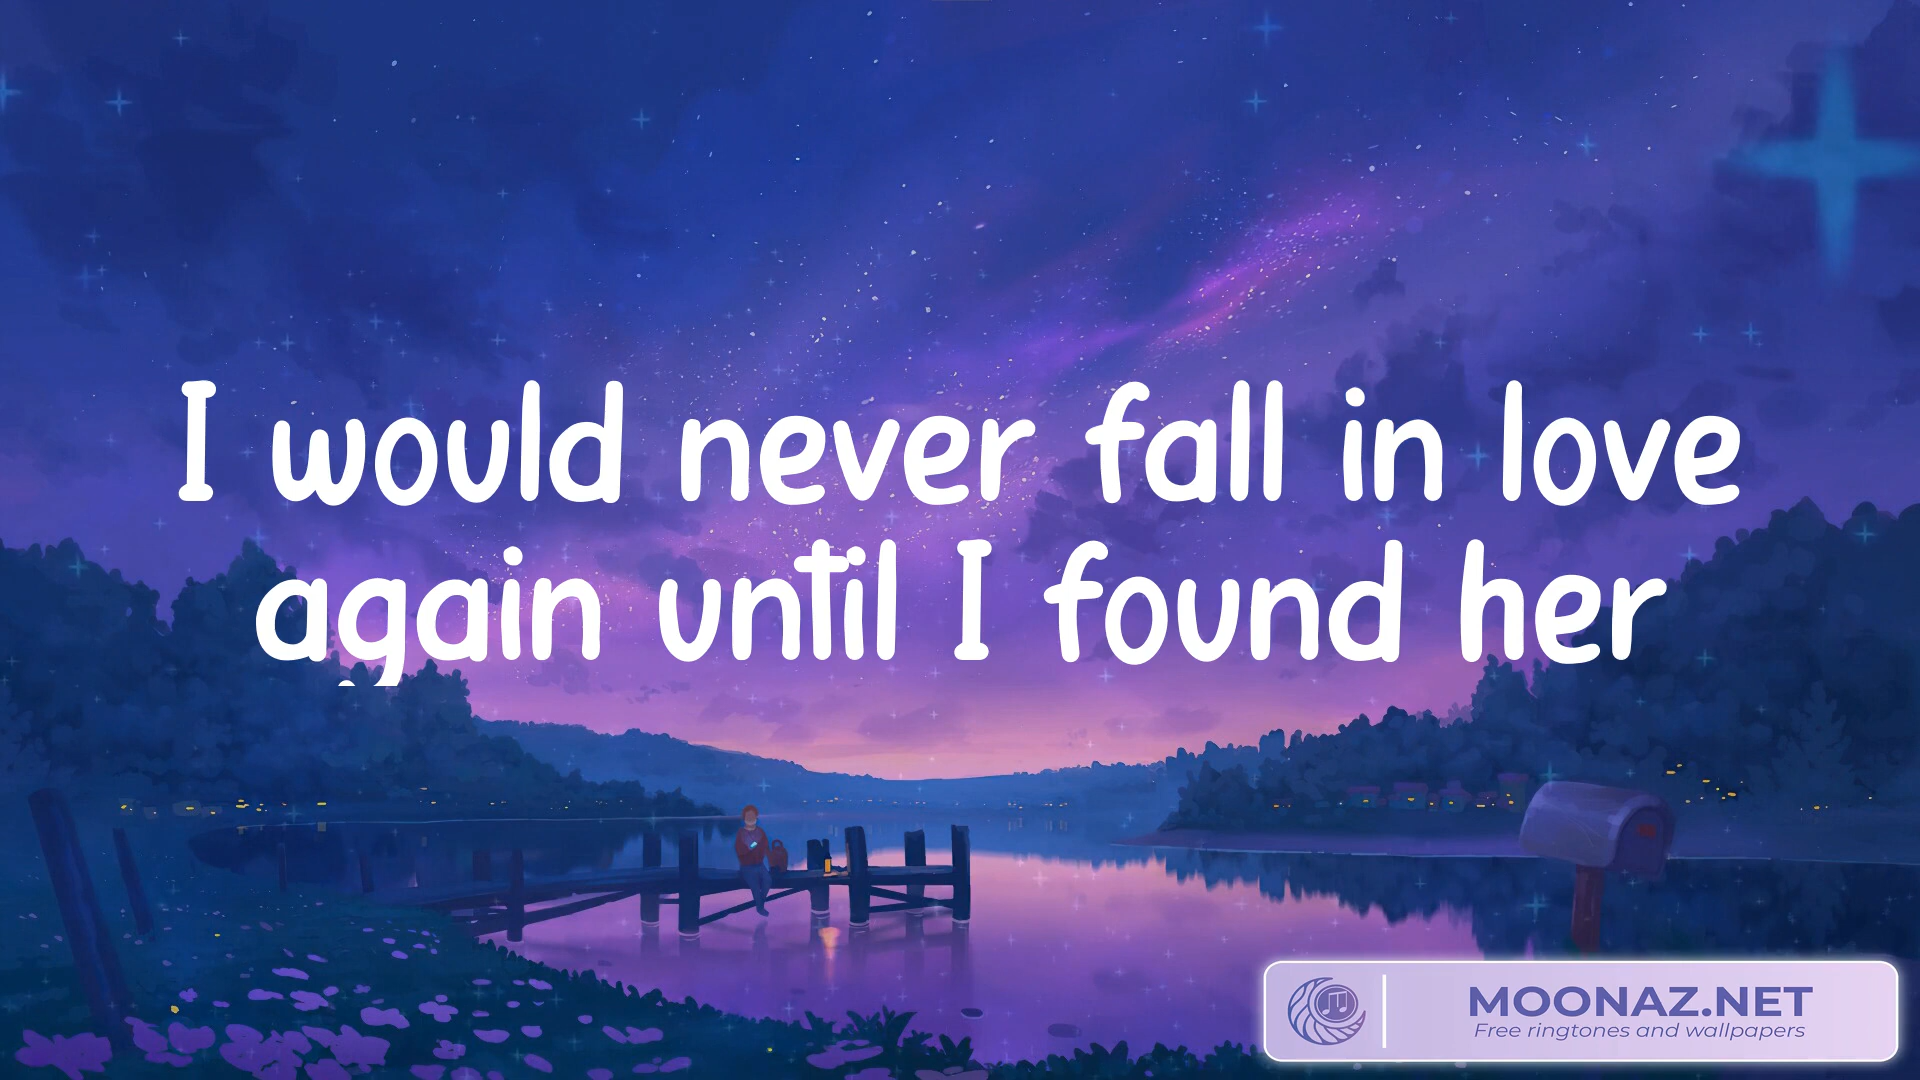 I would never fall in love
again until I found her
MOONAZ.NET
Free ringtones and wallpapers